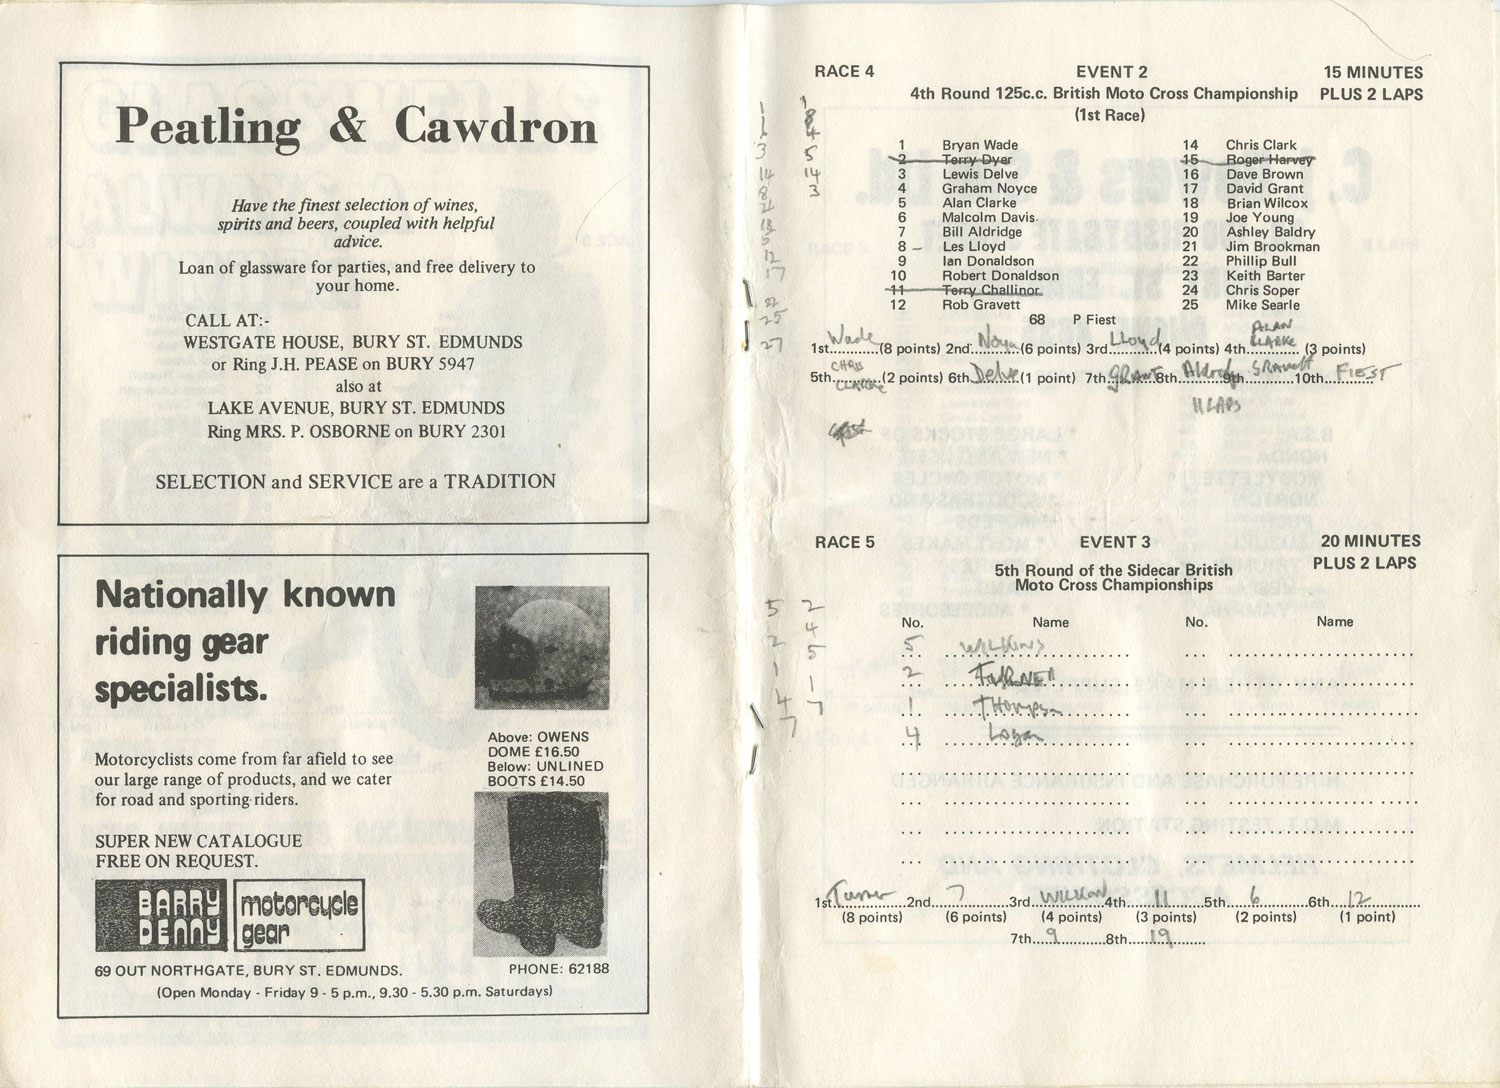 Peatling & Cawdron
Have the finest selection of wines,
spirits and beers, coupled with helpful
advice.
Loan of glassware for parties, and free delivery to
your home.
CALL AT:-
WESTGATE HOUSE, BURY ST. EDMUNDS
or Ring J.H. PEASE on BURY 5947
also at
LAKE AVENUE, BURY ST. EDMUNDS
Ring MRS. P. OSBORNE on BURY 2301
SELECTION and SERVICE are a TRADITION
Nationally known
riding gear
specialists.
Above: OWENS
DOME £16.50
Below: UNLINED
BOOTS £14.50
Motorcyclists come from far afield to see
our large range of products, and we cater
for road and sporting riders.
SUPER NEW CATALOGUE
FREE ON REQUEST.
BARRY DENNY
motorcycle gear
69 OUT NORTHGATE, BURY ST. EDMUNDS. PHONE: 62188
(Open Monday - Friday 9 - 5 p.m., 9.30 - 5.30 p.m. Saturdays)
RACE 4 EVENT 2 15 MINUTES
4th Round 125c.c. British Moto Cross Championship PLUS 2 LAPS
(1st Race)
1 Bryan Wade 14 Chris Clark
2 Terry Dyer 15 Roger Harvey
3 Lewis Delve 16 Dave Brown
4 Graham Noyce 17 David Grant
5 Alan Clarke 18 Brian Wilcox
6 Malcolm Davis 19 Joe Young
7 Bill Aldridge 20 Ashley Baldry
8 Les Lloyd 21 Jim Brookman
9 Ian Donaldson 22 Phillip Bull
10 Robert Donaldson 23 Keith Barter
11 Terry Challinor 24 Chris Soper
12 Rob Gravett 25 Mike Searle
68 P Fiest
1st Wade (8 points) 2nd Noyce (6 points) 3rd Lloyd (4 points) 4th ALAN CLARKE (3 points)
5th CHRIS CLARKE (2 points) 6th Delve (1 point) 7th GRANT 8th 9th GRAVETT 10th FIEST
11 LAPS
RACE 5 EVENT 3 20 MINUTES
PLUS 2 LAPS
5th Round of the Sidecar British
Moto Cross Championships
No. Name No. Name
5 WILKINS
2 TURNER
1 THOMPSON
4 Logan
1st Turner 2nd 7 3rd WILKINS 4th 11 5th 6 6th 12
(8 points) (6 points) (4 points) (3 points) (2 points) (1 point)
7th 9 8th 19